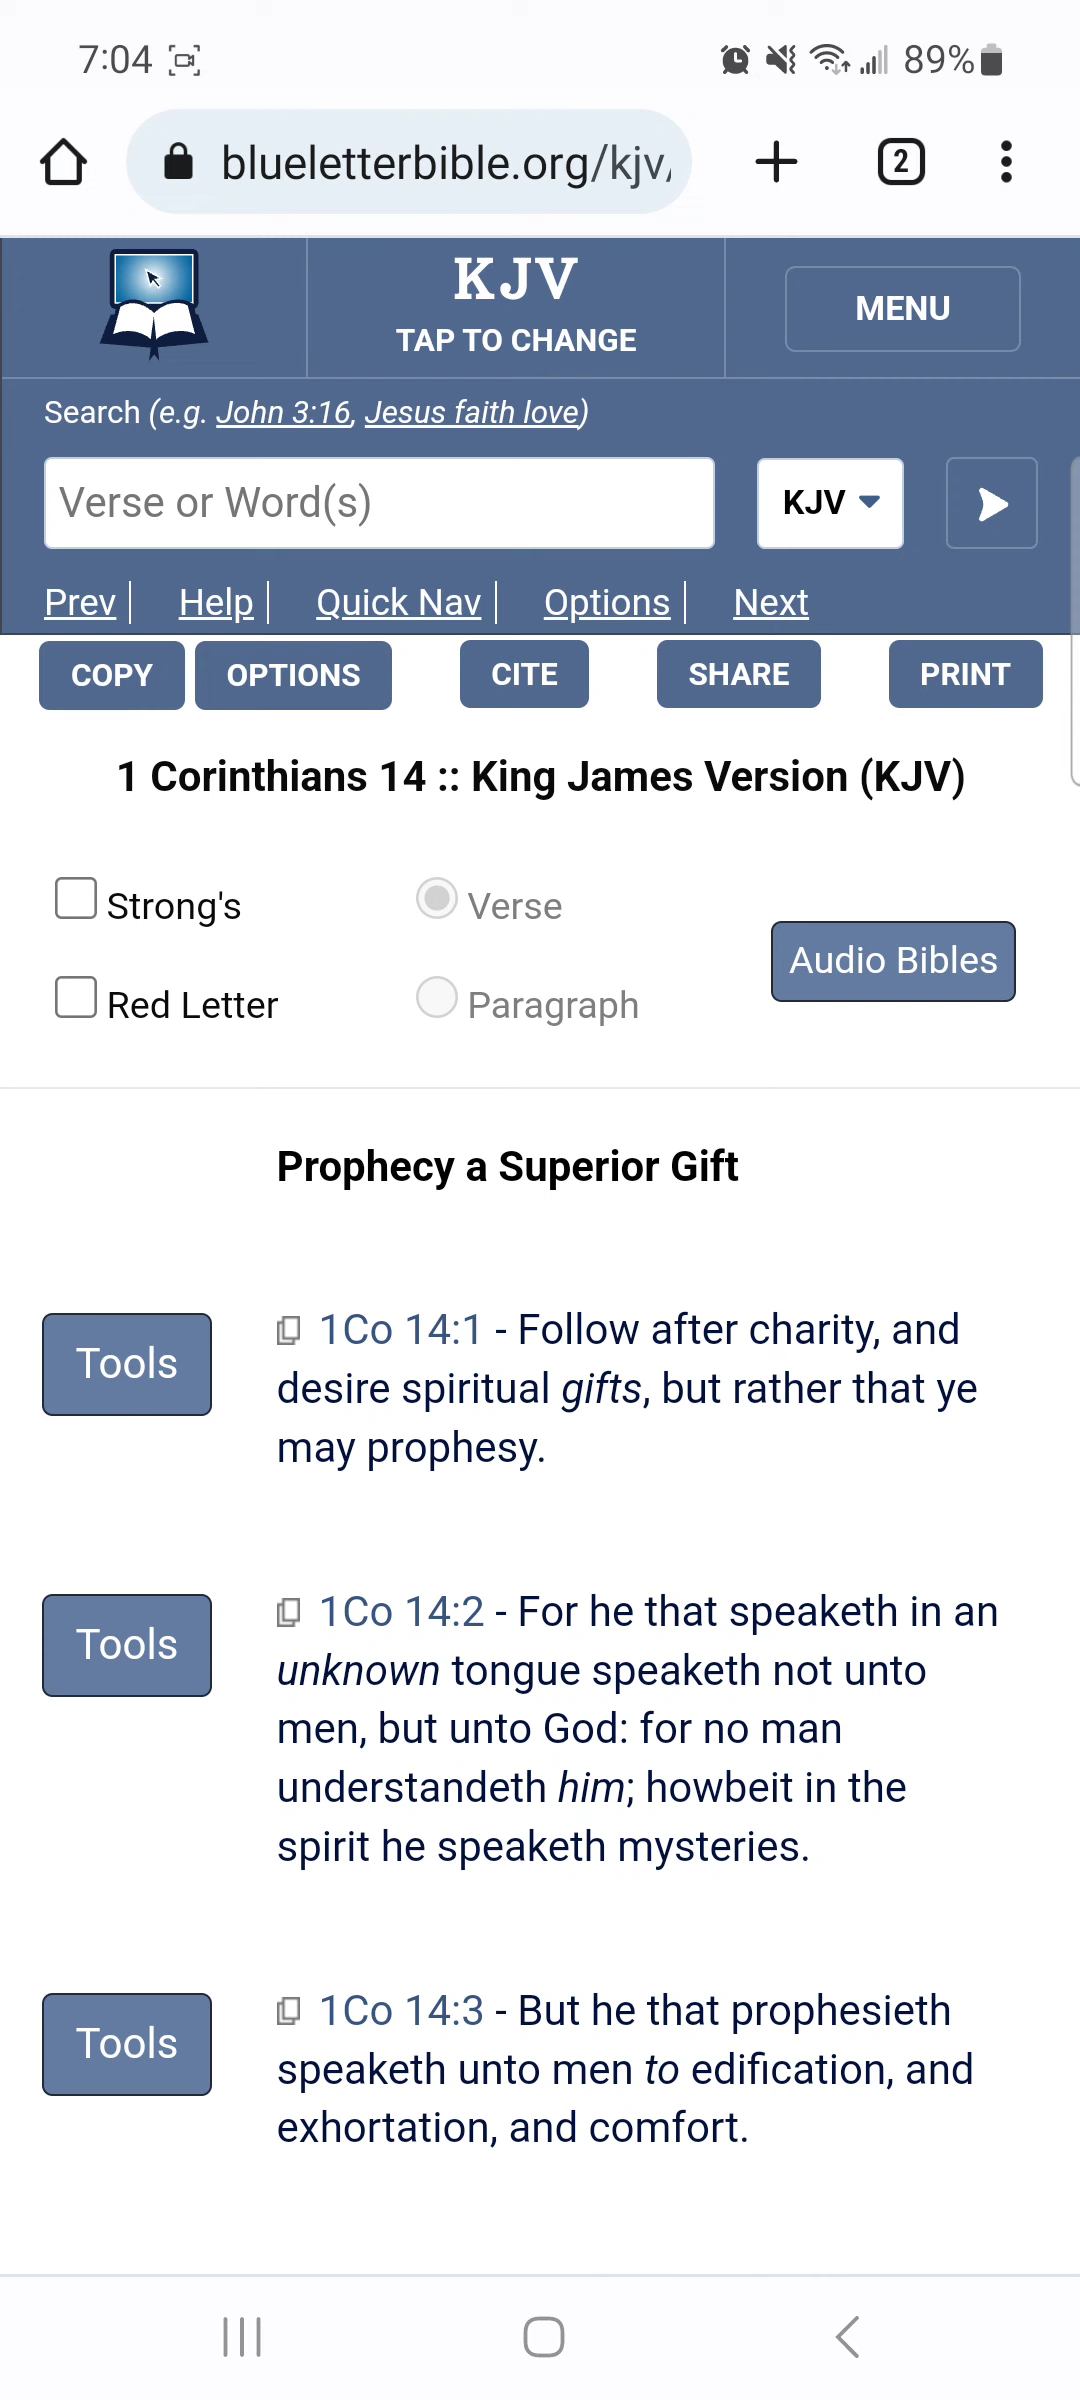 7:04 89%
blueletterbible.org/kjv/ 2
KJV
TAP TO CHANGE
MENU
Search (e.g. John 3:16, Jesus faith love)
Verse or Word(s) KJV
Prev | Help | Quick Nav | Options | Next
COPY OPTIONS CITE SHARE PRINT
1 Corinthians 14 :: King James Version (KJV)
Strong's Verse
Audio Bibles
Red Letter Paragraph
Prophecy a Superior Gift
Tools
1Co 14:1 - Follow after charity, and
desire spiritual gifts, but rather that ye
may prophesy.
Tools
1Co 14:2 - For he that speaketh in an
unknown tongue speaketh not unto
men, but unto God: for no man
understandeth him; howbeit in the
spirit he speaketh mysteries.
Tools
1Co 14:3 - But he that prophesieth
speaketh unto men to edification, and
exhortation, and comfort.